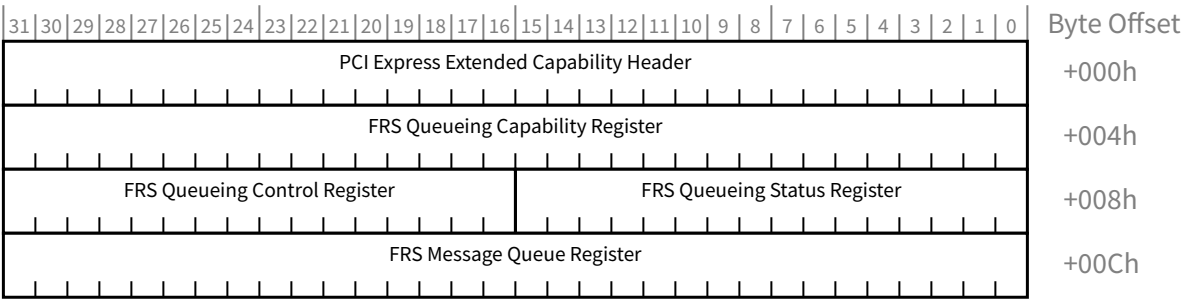 31 30 29 28 27 26 25 24 23 22 21 20 19 18 17 16 15 14 13 12 11 10 9 8 7 6 5 4 3 2 1 0 Byte Offset
PCI Express Extended Capability Header +000h
FRS Queueing Capability Register +004h
FRS Queueing Control Register FRS Queueing Status Register +008h
FRS Message Queue Register +00Ch